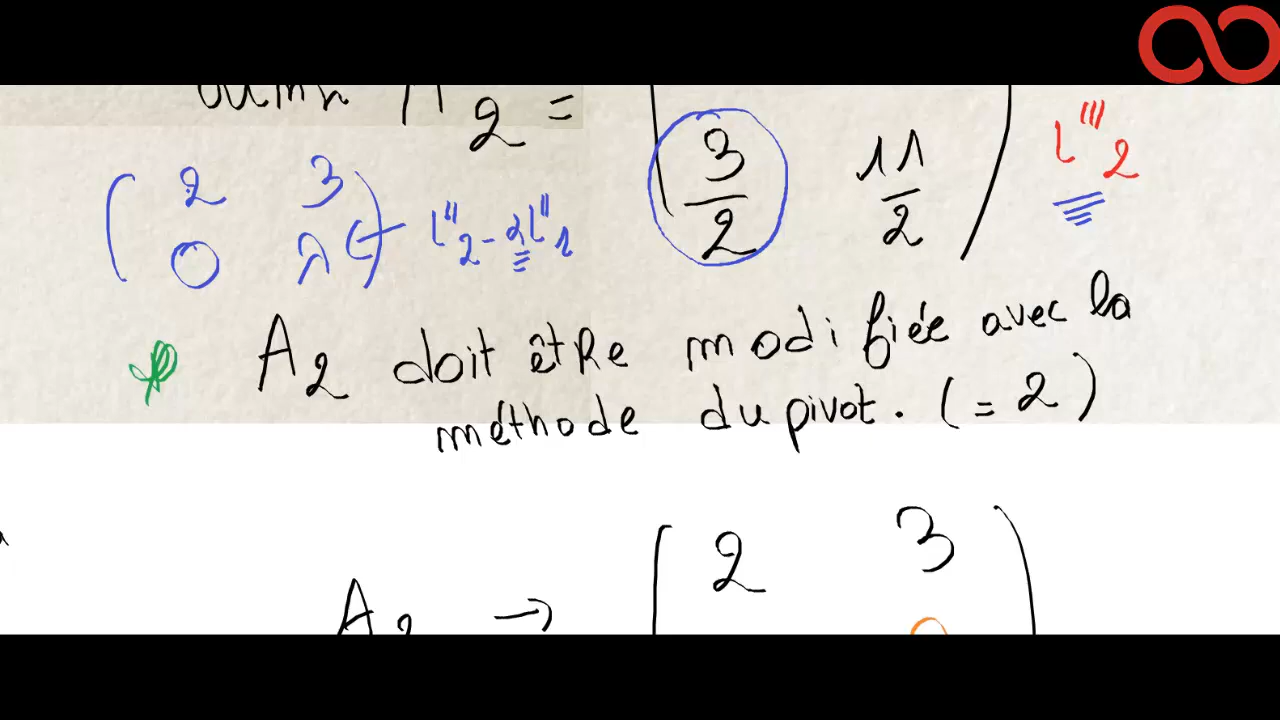 A₂ =
3/2 11/2 l'''₂
( 2 3
0 λ ) ← l''₂ - 2l''₁
A₂ doit être modifiée avec la
méthode du pivot. (= 2)
2 3
A₂ →